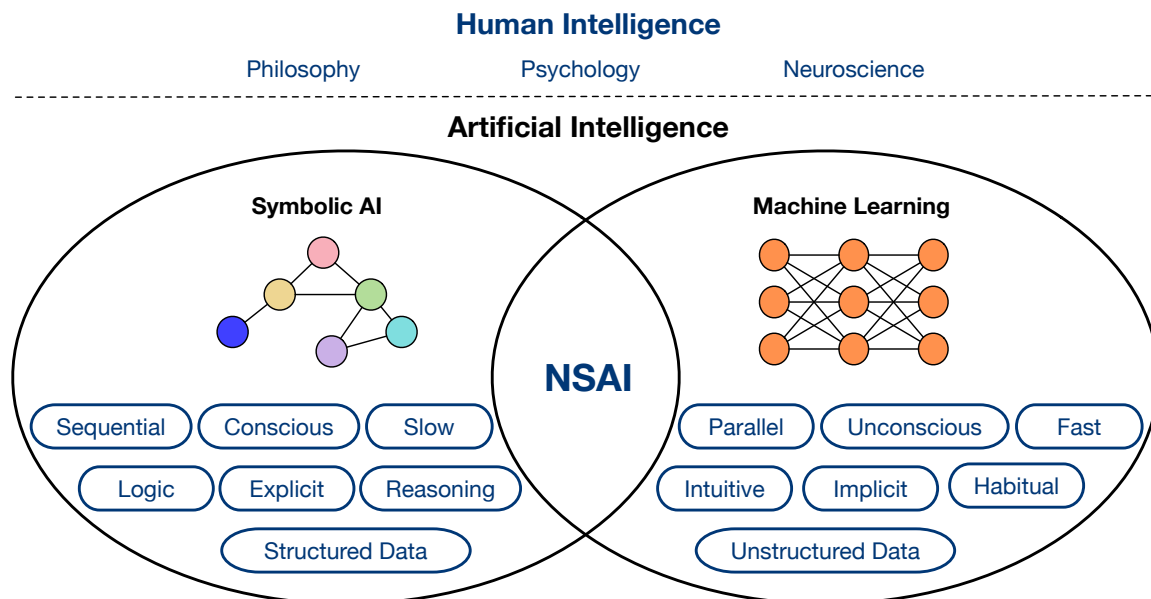 Human Intelligence
Philosophy Psychology Neuroscience
Artificial Intelligence
Symbolic AI Machine Learning
NSAI
Sequential Conscious Slow Parallel Unconscious Fast
Logic Explicit Reasoning Intuitive Implicit Habitual
Structured Data Unstructured Data